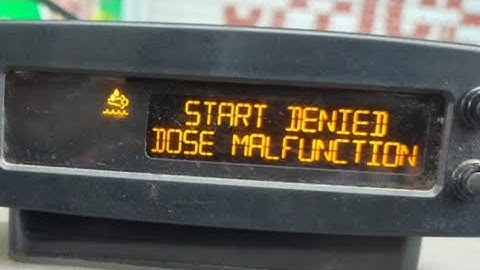 START DENIED
DOSE MALFUNCTION